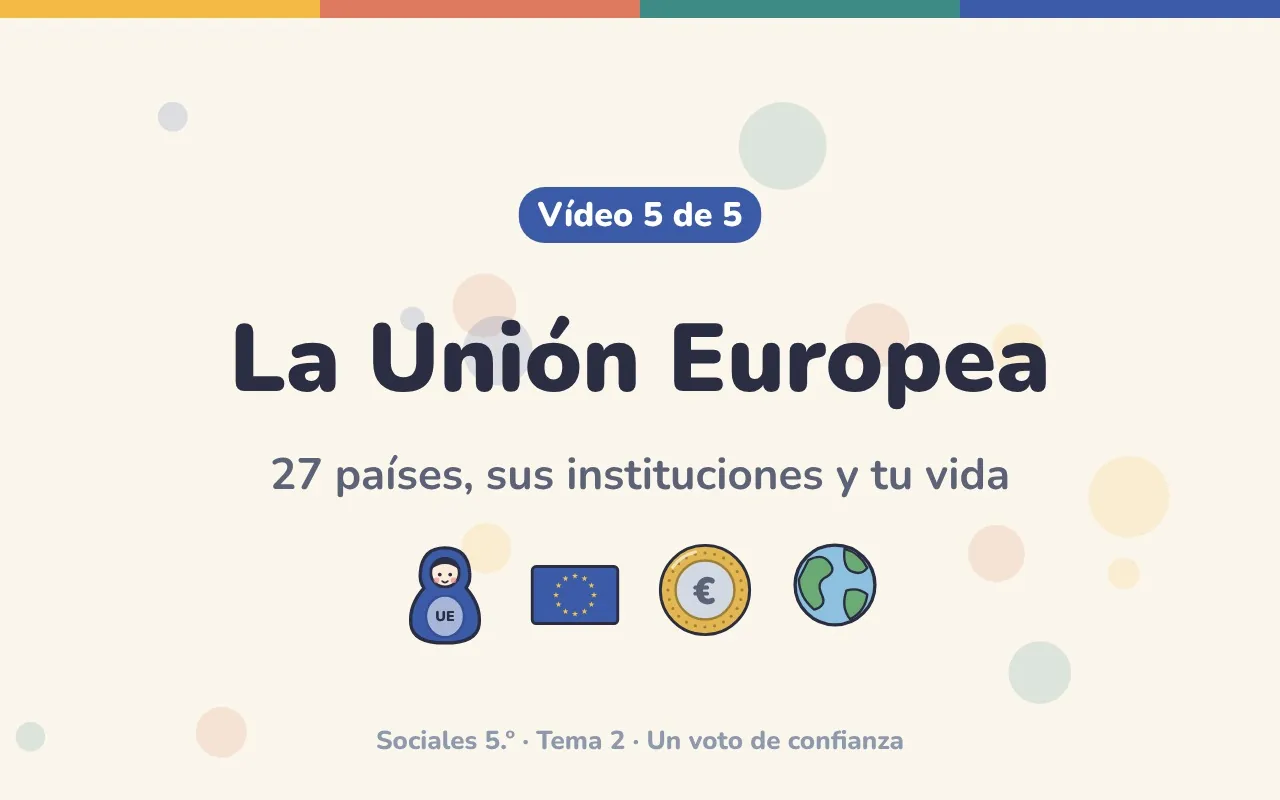 Vídeo 5 de 5
La Unión Europea
27 países, sus instituciones y tu vida
UE
€
Sociales 5.º · Tema 2 · Un voto de confianza